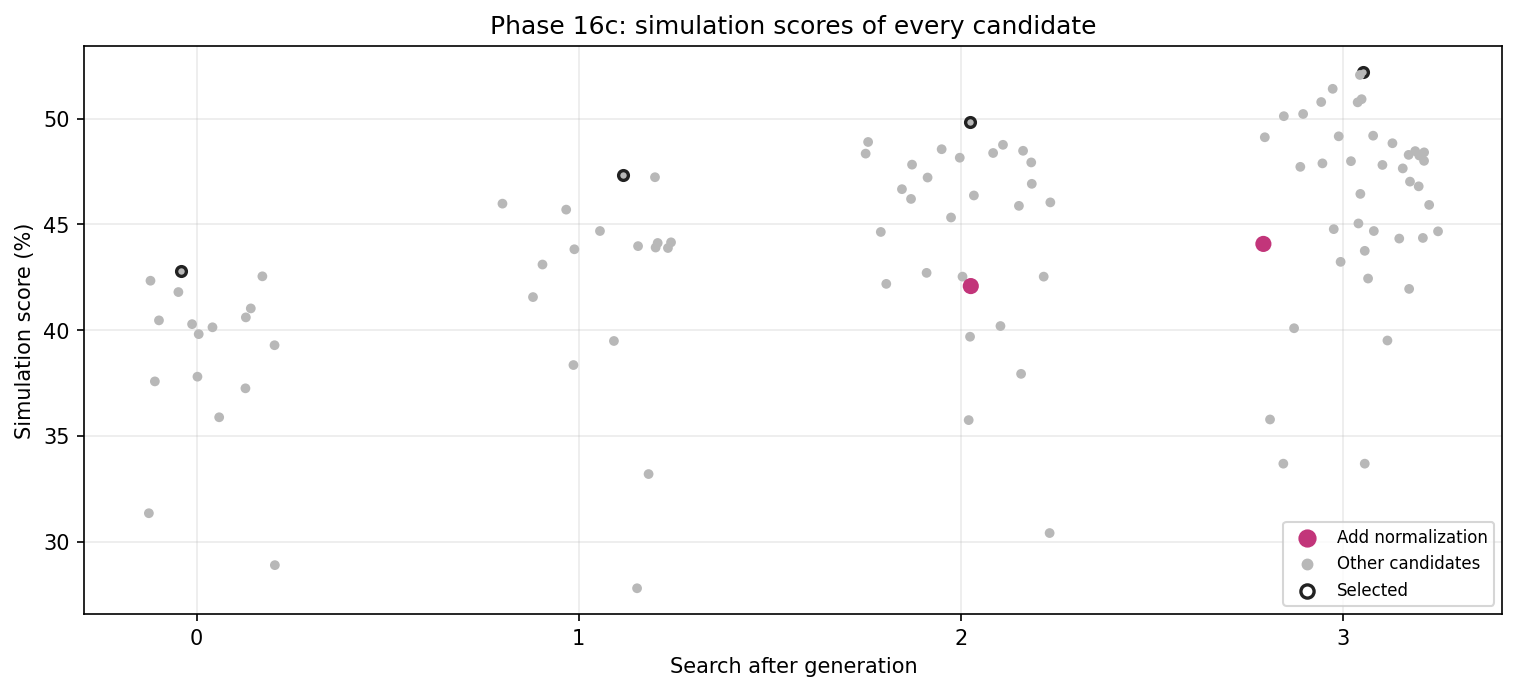 Phase 16c: simulation scores of every candidate
Simulation score (%)
50
45
40
35
30
Add normalization
Other candidates
Selected
0
1
2
3
Search after generation